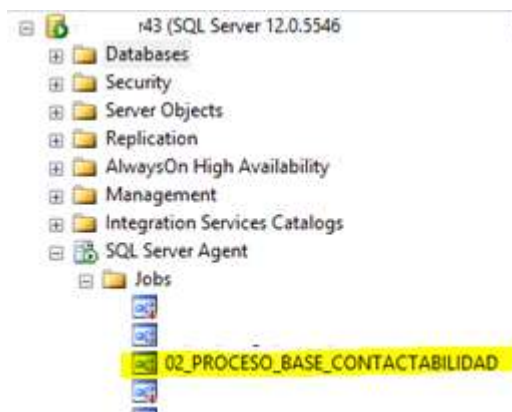 r43 (SQL Server 12.0.5546
Databases
Security
Server Objects
Replication
AlwaysOn High Availability
Management
Integration Services Catalogs
SQL Server Agent
Jobs
02_PROCESO_BASE_CONTACTABILIDAD